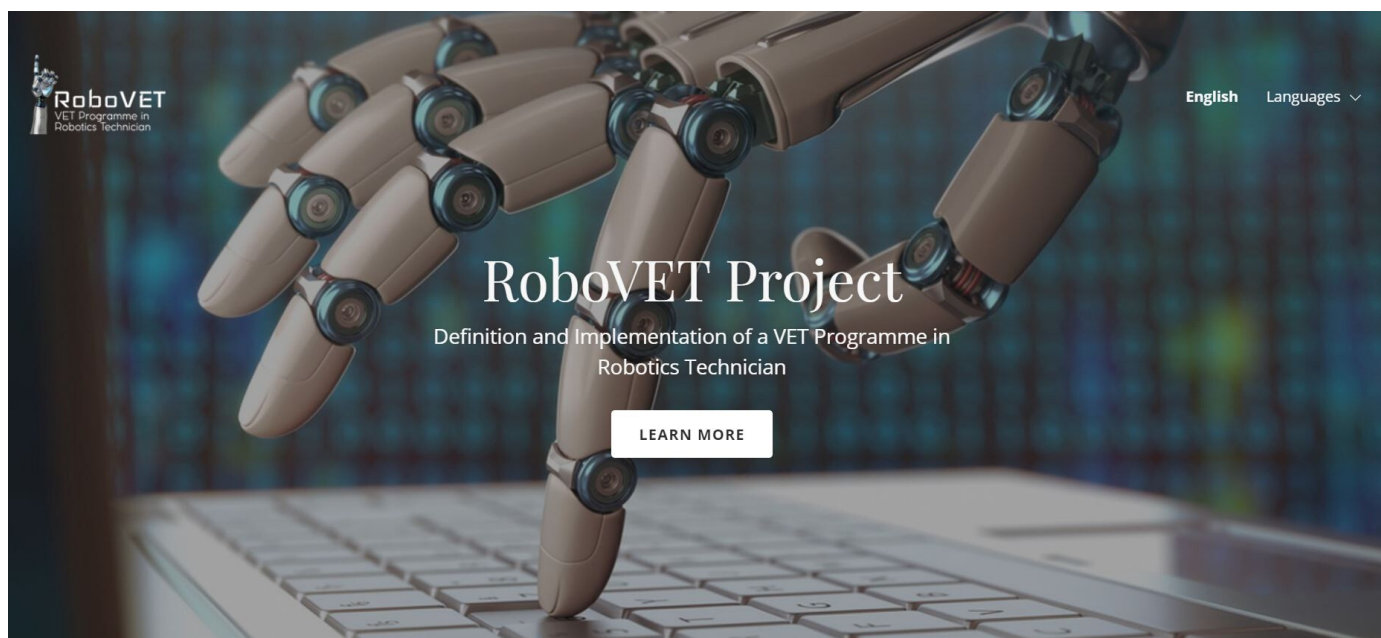 RoboVET
VET Programme in
Robotics Technician
English
Languages
RoboVET Project
Definition and Implementation of a VET Programme in
Robotics Technician
LEARN MORE